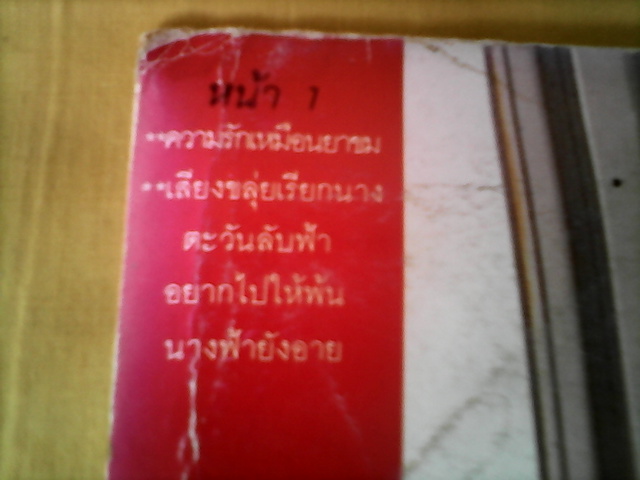 หน้า 1
**ความรักเหมือนยาขม
**เสียงขลุ่ยเรียกนาง
ตะวันลับฟ้า
อยากไปให้พ้น
นางฟ้ายังอาย